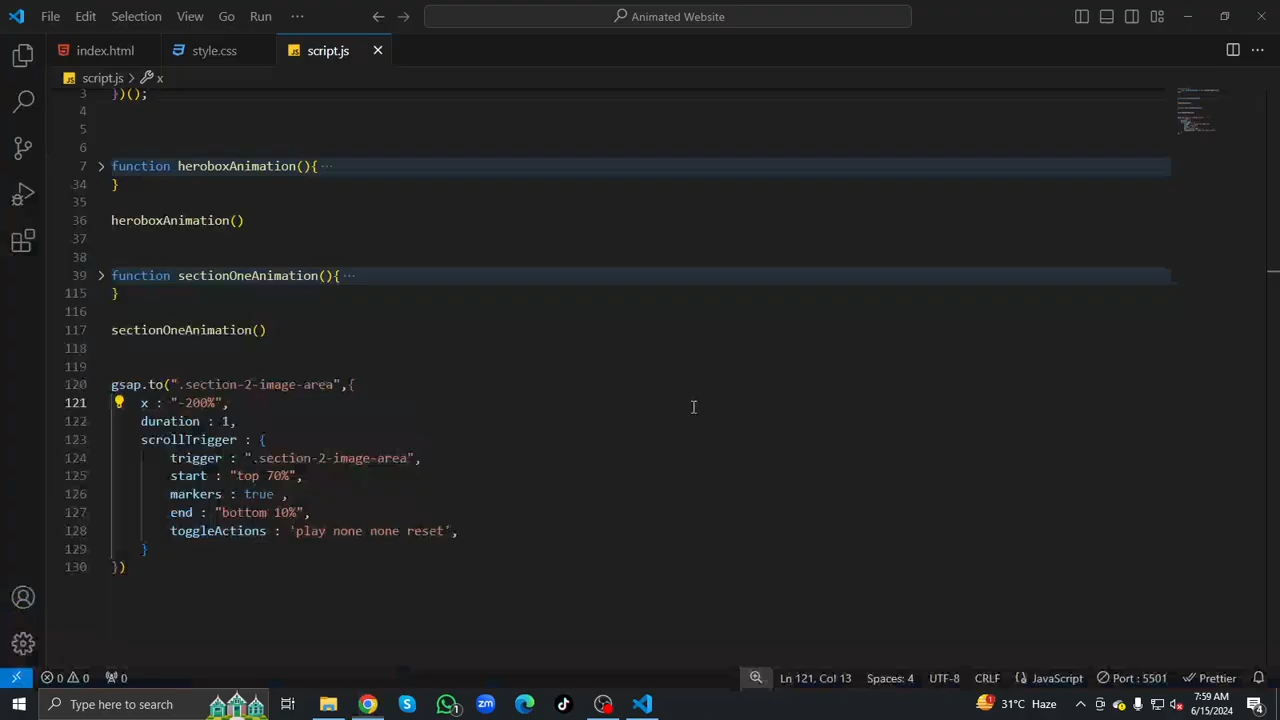 File Edit Selection View Go Run ··· Animated Website
index.html style.css script.js
script.js > x
3 })();
4
5
6
7 function heroboxAnimation(){ ···
34 }
35
36 heroboxAnimation()
37
38
39 function sectionOneAnimation(){ ···
115 }
116
117 sectionOneAnimation()
118
119
120 gsap.to(".section-2-image-area",{
121 x : "-200%",
122 duration : 1,
123 scrollTrigger : {
124 trigger : ".section-2-image-area",
125 start : "top 70%",
126 markers : true ,
127 end : "bottom 10%",
128 toggleActions : 'play none none reset',
129 }
130 })
0 0 0 Ln 121, Col 13 Spaces: 4 UTF-8 CRLF {} JavaScript Port : 5501 Prettier
Type here to search 1 1 31°C Haze 7:59 AM
6/15/2024 4